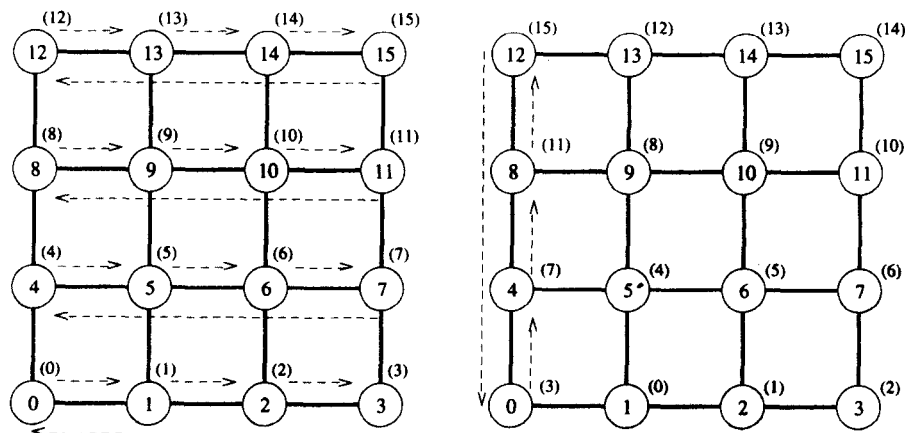 (12) (13) (14) (15)
12 13 14 15
(8) (9) (10) (11)
8 9 10 11
(4) (5) (6) (7)
4 5 6 7
(0) (1) (2) (3)
0 1 2 3
(15) (12) (13) (14)
12 13 14 15
(11) (8) (9) (10)
8 9 10 11
(7) (4) (5) (6)
4 5 6 7
(3) (0) (1) (2)
0 1 2 3